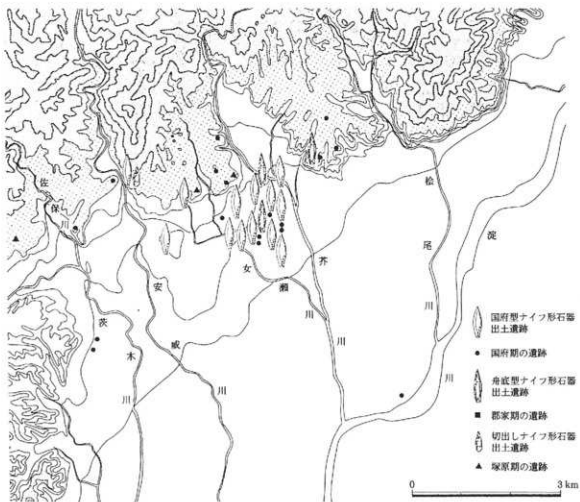 佐保川
茨木川
安威川
女瀬川
芥川
桧尾川
淀川
国府型ナイフ形石器
出土遺跡
国府期の遺跡
舟底型ナイフ形石器
出土遺跡
郡家期の遺跡
切出しナイフ形石器
出土遺跡
塚原期の遺跡
0 3 km